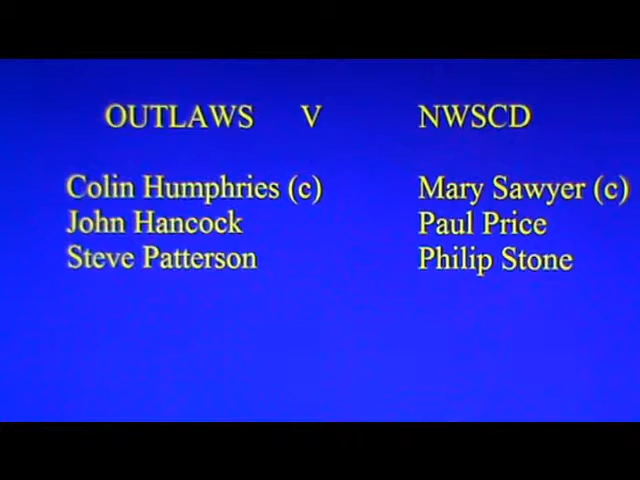 OUTLAWS V NWSCD
Colin Humphries (c) Mary Sawyer (c)
John Hancock Paul Price
Steve Patterson Philip Stone